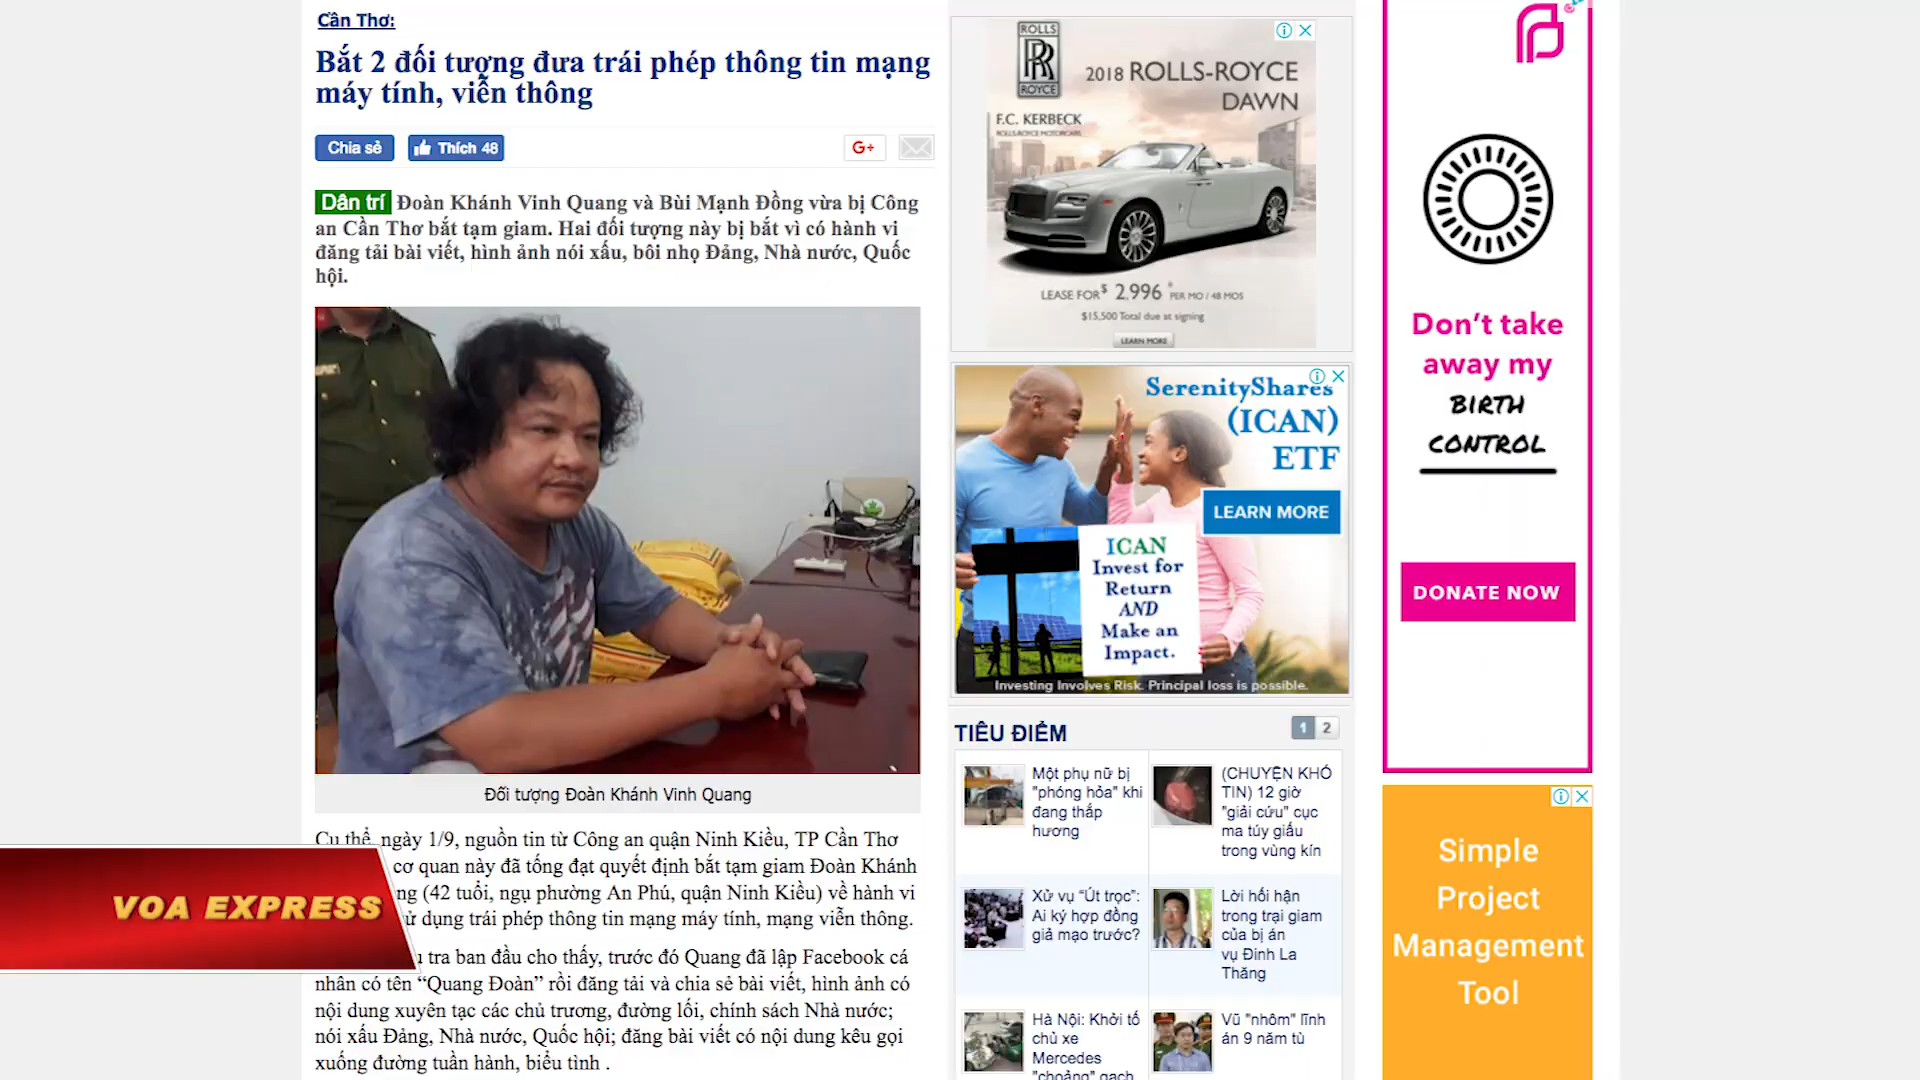 Cần Thơ:
Bắt 2 đối tượng đưa trái phép thông tin mạng
máy tính, viễn thông
Chia sẻ
Thích 48
G+
Dân trí Đoàn Khánh Vinh Quang và Bùi Mạnh Đồng vừa bị Công
an Cần Thơ bắt tạm giam. Hai đối tượng này bị bắt vì có hành vi
đăng tải bài viết, hình ảnh nói xấu, bôi nhọ Đảng, Nhà nước, Quốc
hội.
Đối tượng Đoàn Khánh Vinh Quang
Cụ thể, ngày 1/9, nguồn tin từ Công an quận Ninh Kiều, TP Cần Thơ
cơ quan này đã tống đạt quyết định bắt tạm giam Đoàn Khánh
ng (42 tuổi, ngụ phường An Phú, quận Ninh Kiều) về hành vi
dụng trái phép thông tin mạng máy tính, mạng viễn thông.
tra ban đầu cho thấy, trước đó Quang đã lập Facebook cá
nhân có tên “Quang Đoàn” rồi đăng tải và chia sẻ bài viết, hình ảnh có
nội dung xuyên tạc các chủ trương, đường lối, chính sách Nhà nước;
nói xấu Đảng, Nhà nước, Quốc hội; đăng bài viết có nội dung kêu gọi
xuống đường tuần hành, biểu tình .
VOA EXPRESS
ROLLS
RR
ROYCE
2018 ROLLS-ROYCE
DAWN
F.C. KERBECK
ROLLS-ROYCE MOTORCARS
LEASE FOR $ 2,996 * PER MO / 48 MOS
$15,500 Total due at signing
LEARN MORE
SerenityShares
(ICAN)
ETF
LEARN MORE
ICAN
Invest for
Return
AND
Make an
Impact.
Investing Involves Risk. Principal loss is possible.
TIÊU ĐIỂM
1 2
Một phụ nữ bị
"phóng hỏa" khi
đang thắp
hương
(CHUYỆN KHÓ
TIN) 12 giờ
"giải cứu" cục
ma túy giấu
trong vùng kín
Xử vụ “Út trọc”:
Ai ký hợp đồng
giả mạo trước?
Lời hối hận
trong trại giam
của bị án
vụ Đinh La
Thăng
Hà Nội: Khởi tố
chủ xe
Mercedes
"choảng" gạch
Vũ "nhôm" lĩnh
án 9 năm tù
Don’t take
away my
BIRTH
CONTROL
DONATE NOW
Simple
Project
Management
Tool